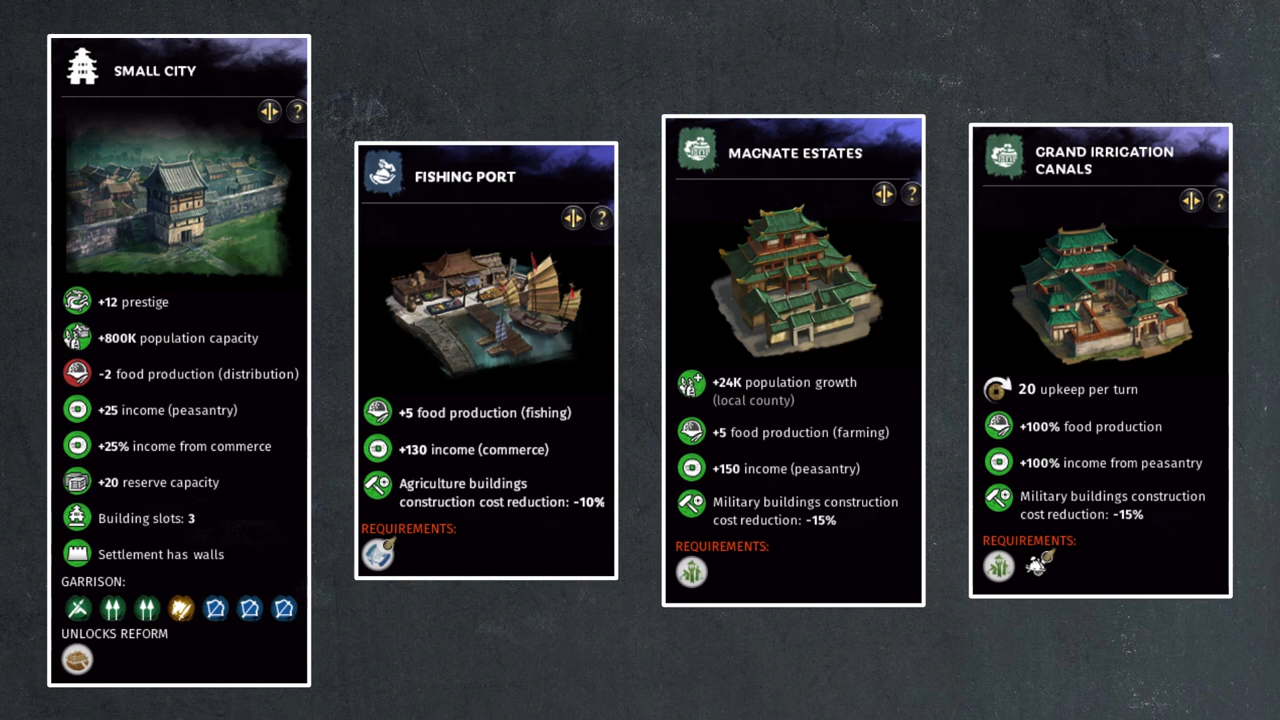 SMALL CITY
?
+12 prestige
+800K population capacity
-2 food production (distribution)
+25 income (peasantry)
+25% income from commerce
+20 reserve capacity
Building slots: 3
Settlement has walls
GARRISON:
UNLOCKS REFORM
FISHING PORT
?
+5 food production (fishing)
+130 income (commerce)
Agriculture buildings
construction cost reduction: -10%
REQUIREMENTS:
MAGNATE ESTATES
?
+24K population growth
(local county)
+5 food production (farming)
+150 income (peasantry)
Military buildings construction
cost reduction: -15%
REQUIREMENTS:
GRAND IRRIGATION
CANALS
?
20 upkeep per turn
+100% food production
+100% income from peasantry
Military buildings construction
cost reduction: -15%
REQUIREMENTS: